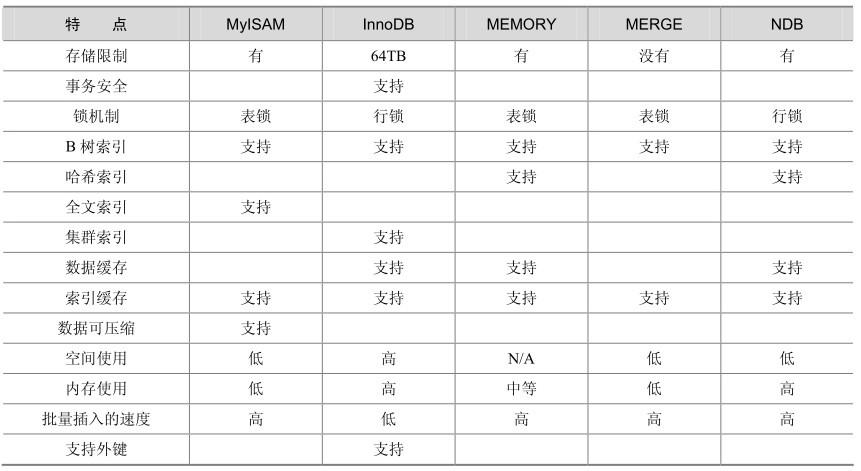 特 点 MyISAM InnoDB MEMORY MERGE NDB
存储限制 有 64TB 有 没有 有
事务安全 支持
锁机制 表锁 行锁 表锁 表锁 行锁
B 树索引 支持 支持 支持 支持 支持
哈希索引 支持 支持
全文索引 支持
集群索引 支持
数据缓存 支持 支持 支持
索引缓存 支持 支持 支持 支持 支持
数据可压缩 支持
空间使用 低 高 N/A 低 低
内存使用 低 高 中等 低 高
批量插入的速度 高 低 高 高 高
支持外键 支持